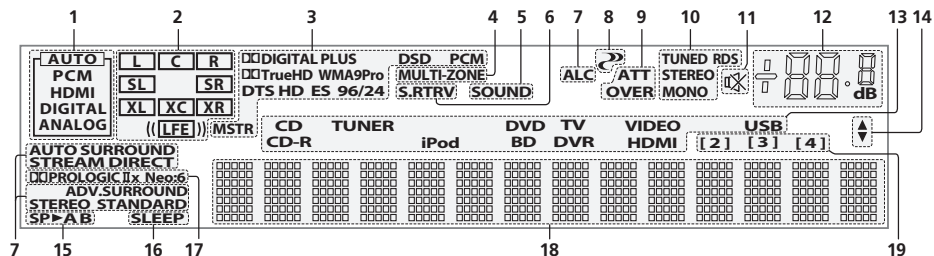 1 2 3 4 5 6 7 8 9 10 11 12 13 14
AUTO
PCM
HDMI
DIGITAL
ANALOG
L C R
SL SR
XL XC XR
((LFE))
DIGITAL PLUS DSD PCM
TrueHD WMA9Pro MULTI-ZONE
DTS HD ES 96/24 S.RTRV SOUND
MSTR
ALC ATT
OVER
TUNED RDS
STEREO
MONO
dB
CD TUNER DVD TV VIDEO USB
CD-R iPod BD DVR HDMI [2] [3] [4]
AUTO SURROUND
STREAM DIRECT
PROLOGIC IIx Neo:6
ADV.SURROUND
STEREO STANDARD
SP►AB SLEEP
7 15 16 17 18 19